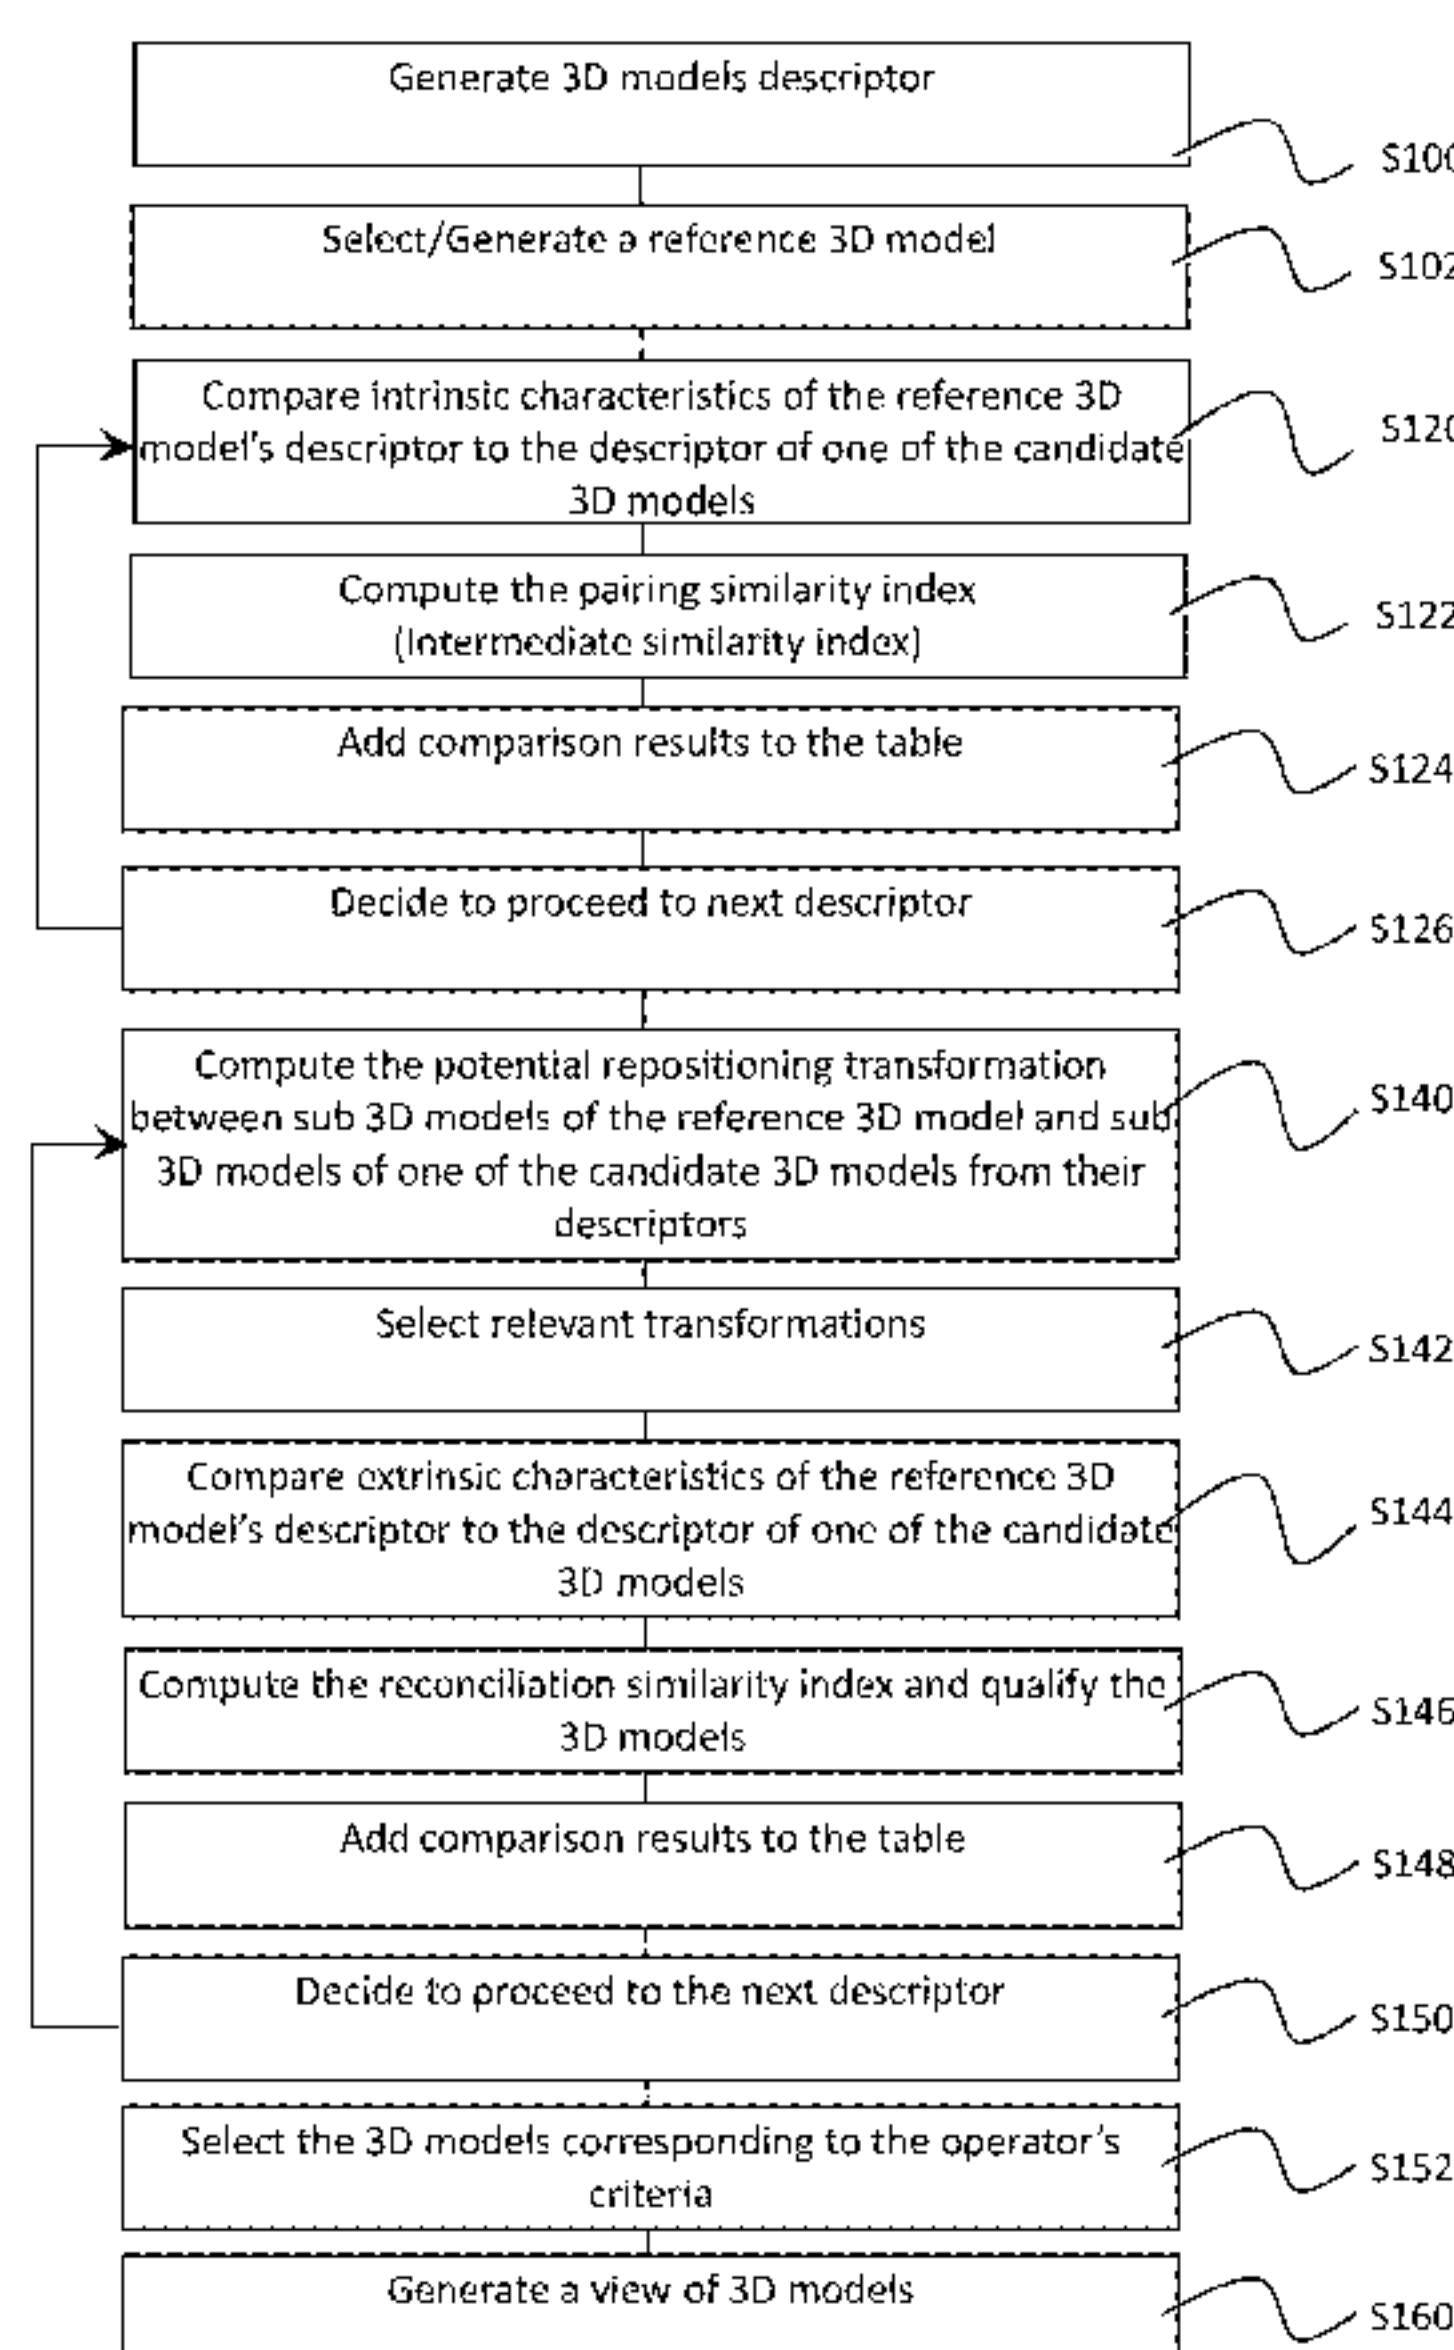 Generate 3D models descriptor
S100
Select/Generate a reference 3D model
S102
Compare intrinsic characteristics of the reference 3D
model's descriptor to the descriptor of one of the candidate
3D models
S120
Compute the pairing similarity index
(Intermediate similarity index)
S122
Add comparison results to the table
S124
Decide to proceed to next descriptor
S126
Compute the potential repositioning transformation
between sub 3D models of the reference 3D model and sub
3D models of one of the candidate 3D models from their
descriptors
S140
Select relevant transformations
S142
Compare extrinsic characteristics of the reference 3D
model's descriptor to the descriptor of one of the candidate
3D models
S144
Compute the reconciliation similarity index and qualify the
3D models
S146
Add comparison results to the table
S148
Decide to proceed to the next descriptor
S150
Select the 3D models corresponding to the operator's
criteria
S152
Generate a view of 3D models
S160